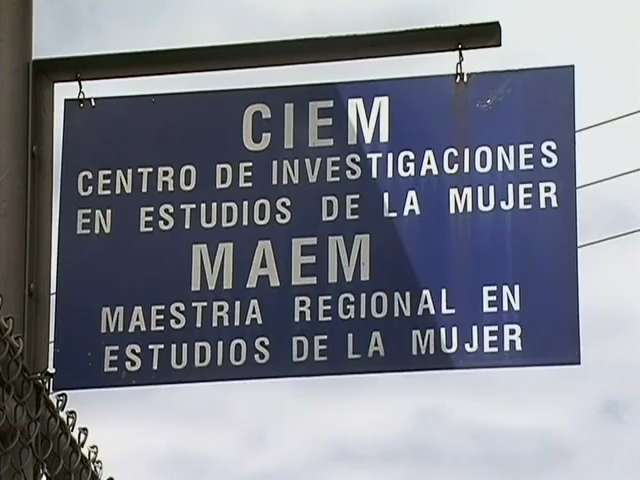 CIEM
CENTRO DE INVESTIGACIONES
EN ESTUDIOS DE LA MUJER
MAEM
MAESTRIA REGIONAL EN
ESTUDIOS DE LA MUJER